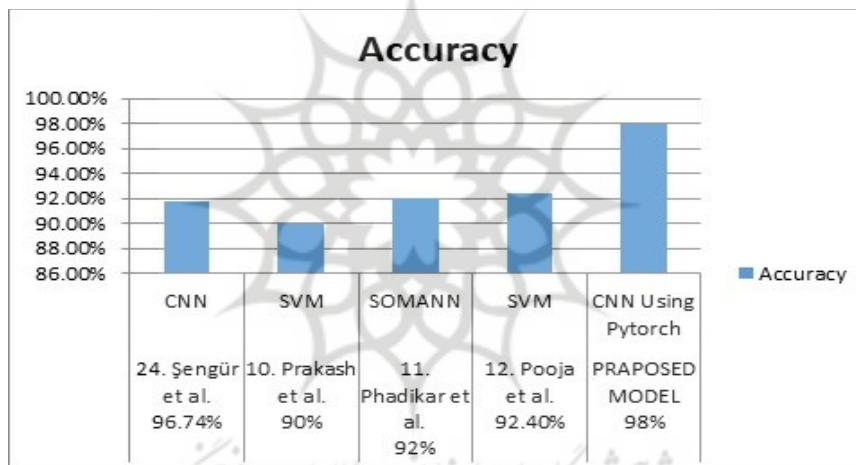 Accuracy
100.00%
98.00%
96.00%
94.00%
92.00%
90.00%
88.00%
86.00%
CNN
SVM
SOMANN
SVM
CNN Using
Pytorch
24. Şengür
et al.
96.74%
10. Prakash
et al.
90%
11.
Phadikar et
al.
92%
12. Pooja et
al.
92.40%
PRAPOSED
MODEL
98%
Accuracy